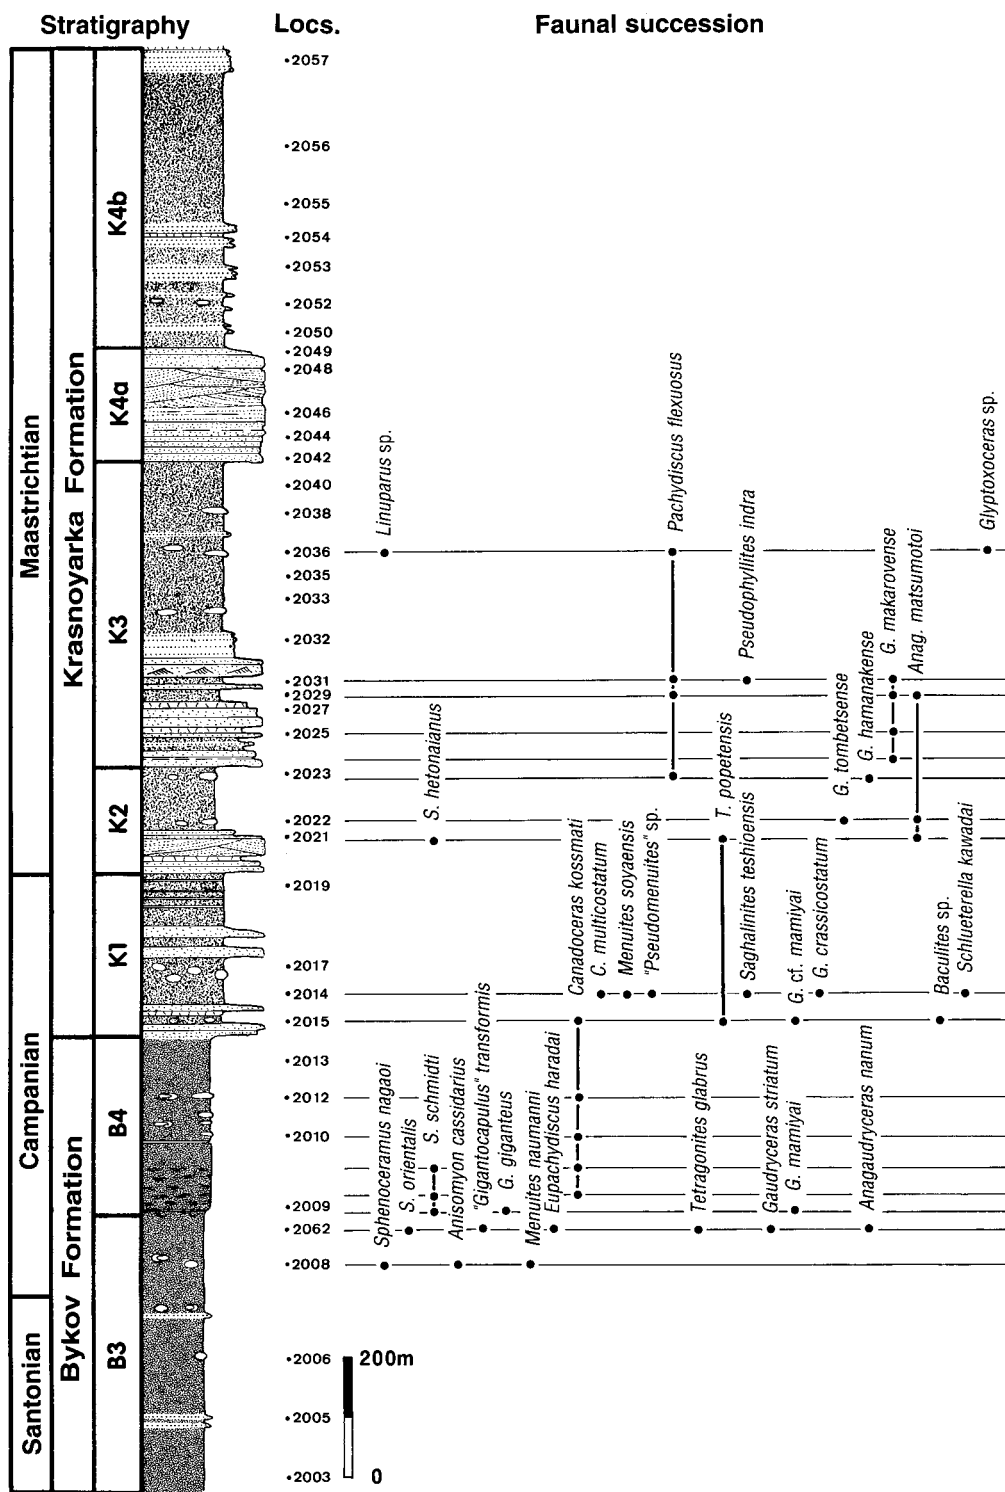 Stratigraphy
Locs.
Faunal succession
Maastrichtian
Campanian
Santonian
Krasnoyarka Formation
Bykov Formation
K4b
K4a
K3
K2
K1
B4
B3
•2057
•2056
•2055
•2054
•2053
•2052
•2050
•2049
•2048
•2046
•2044
•2042
•2040
•2038
•2036
•2035
•2033
•2032
•2031
•2029
•2027
•2025
•2023
•2022
•2021
•2019
•2017
•2014
•2015
•2013
•2012
•2010
•2009
•2062
•2008
•2006
•2005
•2003
200m
0
Linuparus sp.
Pachydiscus flexuosus
Pseudophyllites indra
G. tombetsense
G. hamanakense
G. makarovense
Anag. matsumotoi
Glyptoxoceras sp.
S. hetonaianus
T. popetensis
Canadoceras kossmati
C. multicostatum
Menuites soyaensis
"Pseudomenuites" sp.
Saghalinites teshioensis
G. cf. mamiyai
G. crassicostatum
Baculites sp.
Schlueterella kawadai
Sphenoceramus nagaoi
S. orientalis
S. schmidti
Anisomyon cassidarius
"Gigantocapulus" transformis
G. giganteus
Menuites naumanni
Eupachydiscus haradai
Tetragonites glabrus
Gaudryceras striatum
G. mamiyai
Anagaudryceras nanum